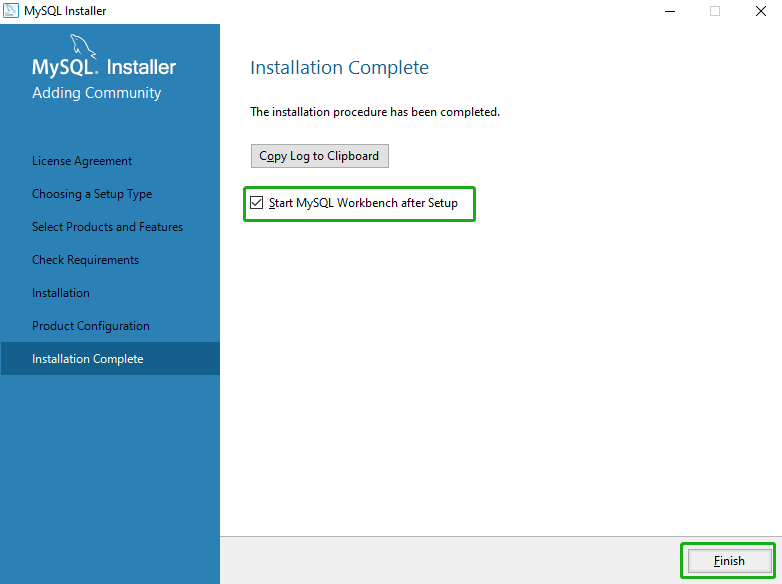 MySQL Installer
MySQL. Installer
Adding Community
License Agreement
Choosing a Setup Type
Select Products and Features
Check Requirements
Installation
Product Configuration
Installation Complete
Installation Complete
The installation procedure has been completed.
Copy Log to Clipboard
Start MySQL Workbench after Setup
Finish